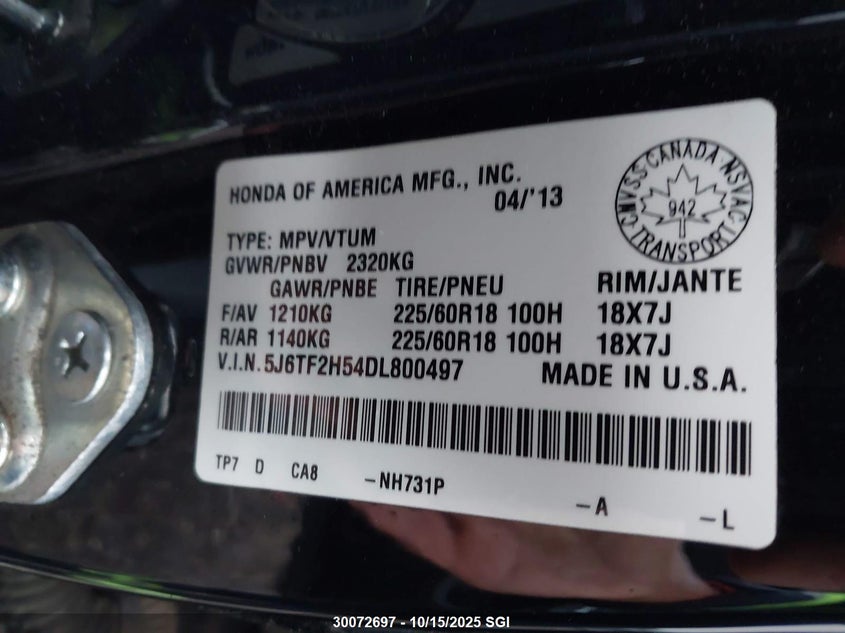 HONDA OF AMERICA MFG., INC.
04/'13
TYPE: MPV/VTUM
GVWR/PNBV 2320KG
GAWR/PNBE TIRE/PNEU RIM/JANTE
F/AV 1210KG 225/60R18 100H 18X7J
R/AR 1140KG 225/60R18 100H 18X7J
V.I.N. 5J6TF2H54DL800497 MADE IN U.S.A.
CANADA NSVAC TRANSPORT CMVSS
942
TP7 D CA8 -NH731P -A -L
30072697 - 10/15/2025 SGI